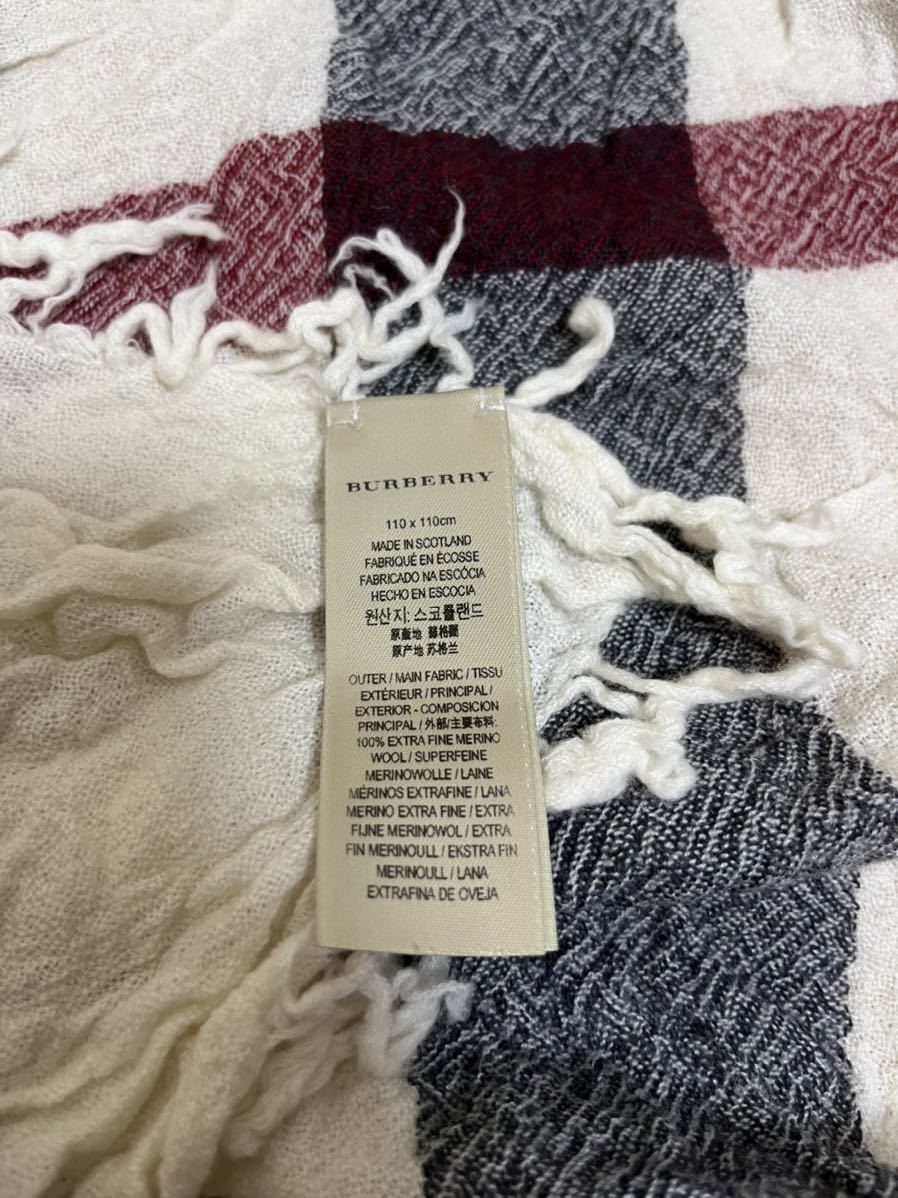 BURBERRY
110 x 110cm
MADE IN SCOTLAND
FABRIQUÉ EN ÉCOSSE
FABRICADO NA ESCÓCIA
HECHO EN ESCOCIA
원산지: 스코틀랜드
原產地 蘇格蘭
原产地 苏格兰
OUTER / MAIN FABRIC / TISSU
EXTÉRIEUR / PRINCIPAL /
EXTERIOR - COMPOSICION
PRINCIPAL / 外部/主要布料:
100% EXTRA FINE MERINO
WOOL / SUPERFEINE
MERINOWOLLE / LAINE
MÉRINOS EXTRAFINE / LANA
MERINO EXTRA FINE / EXTRA
FIJNE MERINOWOL / EXTRA
FIN MERINOULL / EKSTRA FIN
MERINOULL / LANA
EXTRAFINA DE OVEJA